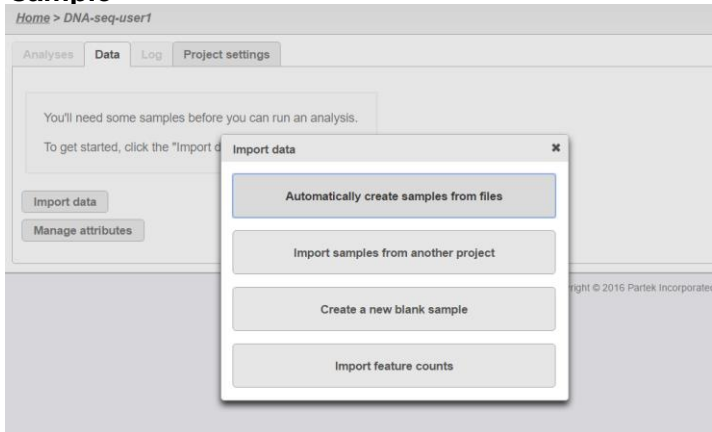 Sample
Home > DNA-seq-user1
Analyses Data Log Project settings
You'll need some samples before you can run an analysis.
To get started, click the "Import d
Import data
Manage attributes
Import data ✖
Automatically create samples from files
Import samples from another project
Create a new blank sample
Import feature counts
right © 2016 Partek Incorporated